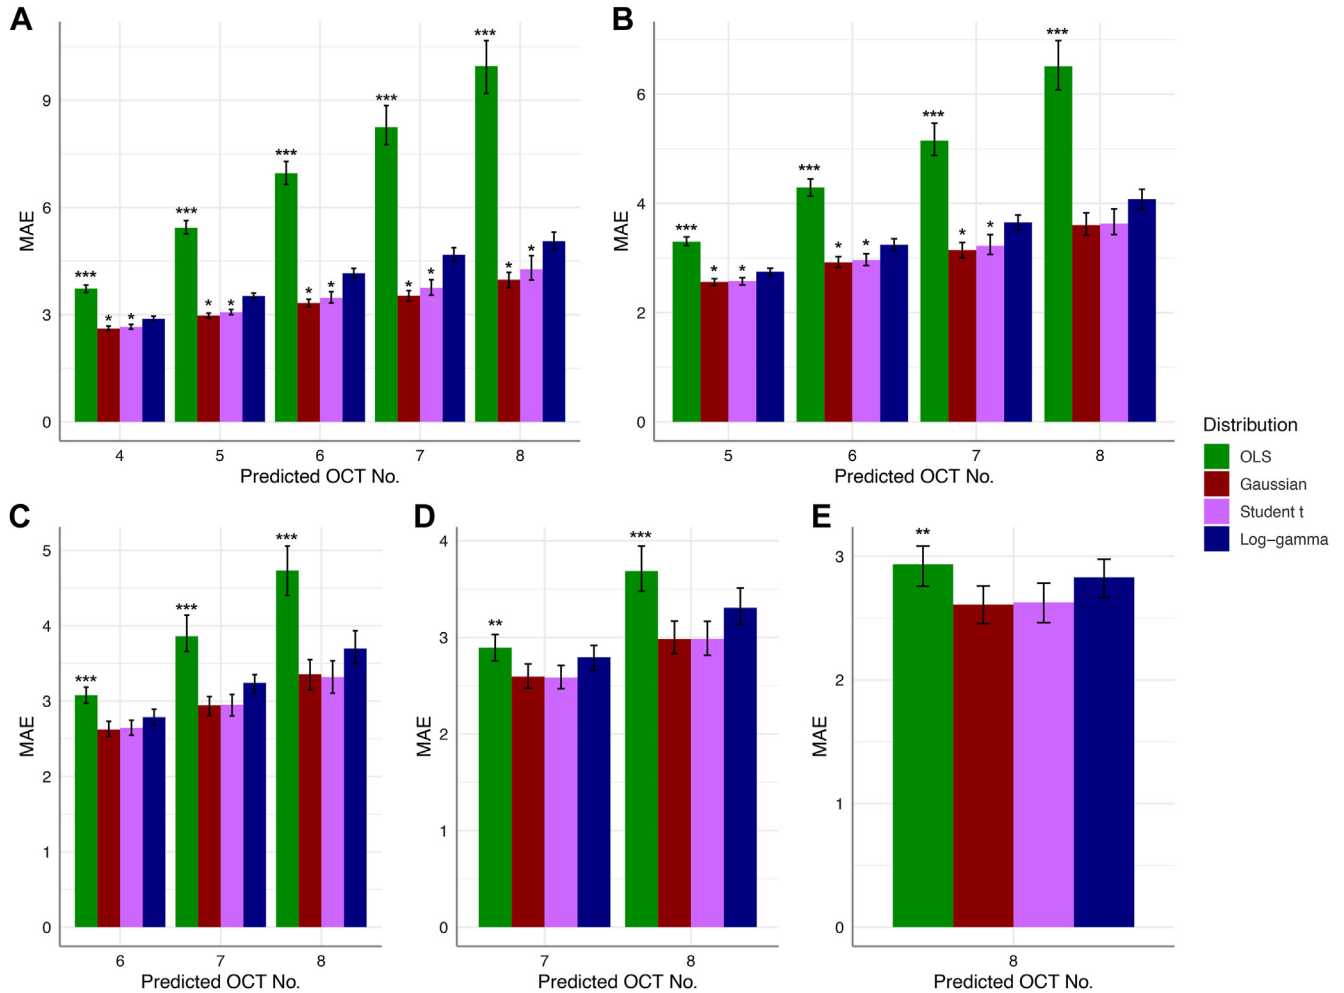 A
MAE
9
6
3
0
***
***
***
***
***
* *
* *
* *
* *
* *
4 5 6 7 8
Predicted OCT No.
B
MAE
6
4
2
0
***
***
***
***
* *
* *
* *
5 6 7 8
Predicted OCT No.
Distribution
OLS
Gaussian
Student t
Log-gamma
C
MAE
5
4
3
2
1
0
***
***
***
6 7 8
Predicted OCT No.
D
MAE
4
3
2
1
0
**
***
7 8
Predicted OCT No.
E
MAE
3
2
1
0
**
8
Predicted OCT No.